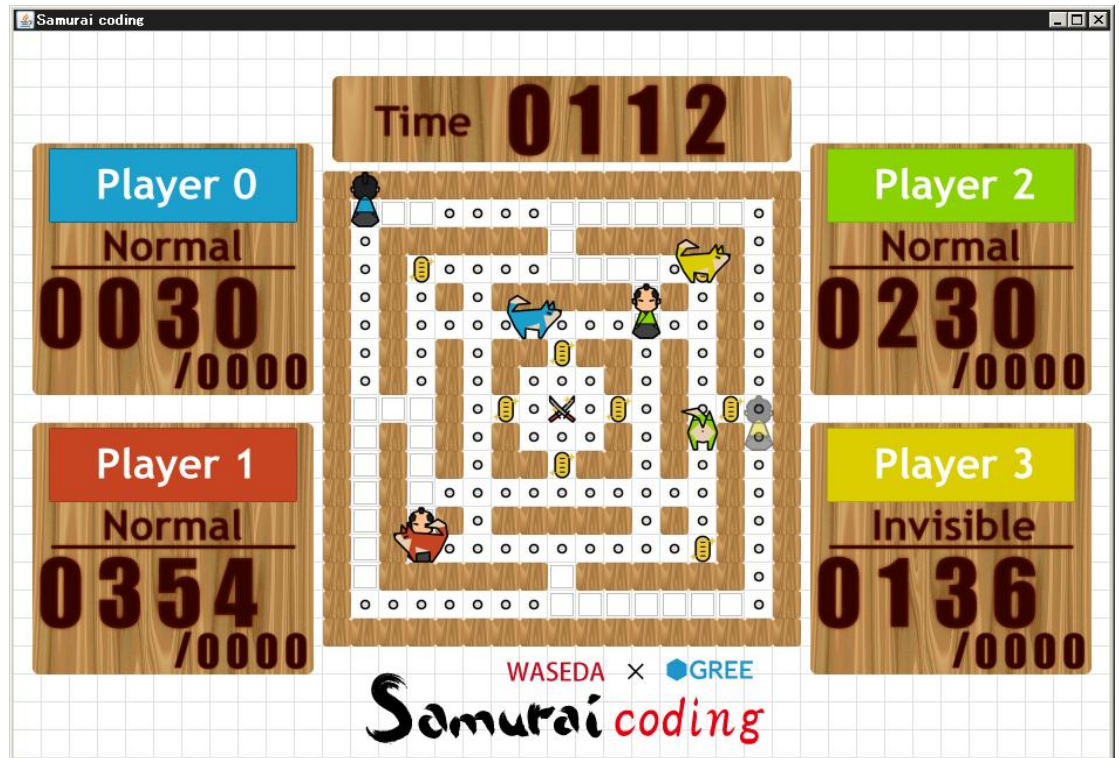 Samurai coding
Time 0112
Player 0
Normal
0030
/0000
Player 2
Normal
0230
/0000
Player 1
Normal
0354
/0000
Player 3
Invisible
0136
/0000
WASEDA × GREE
Samurai coding